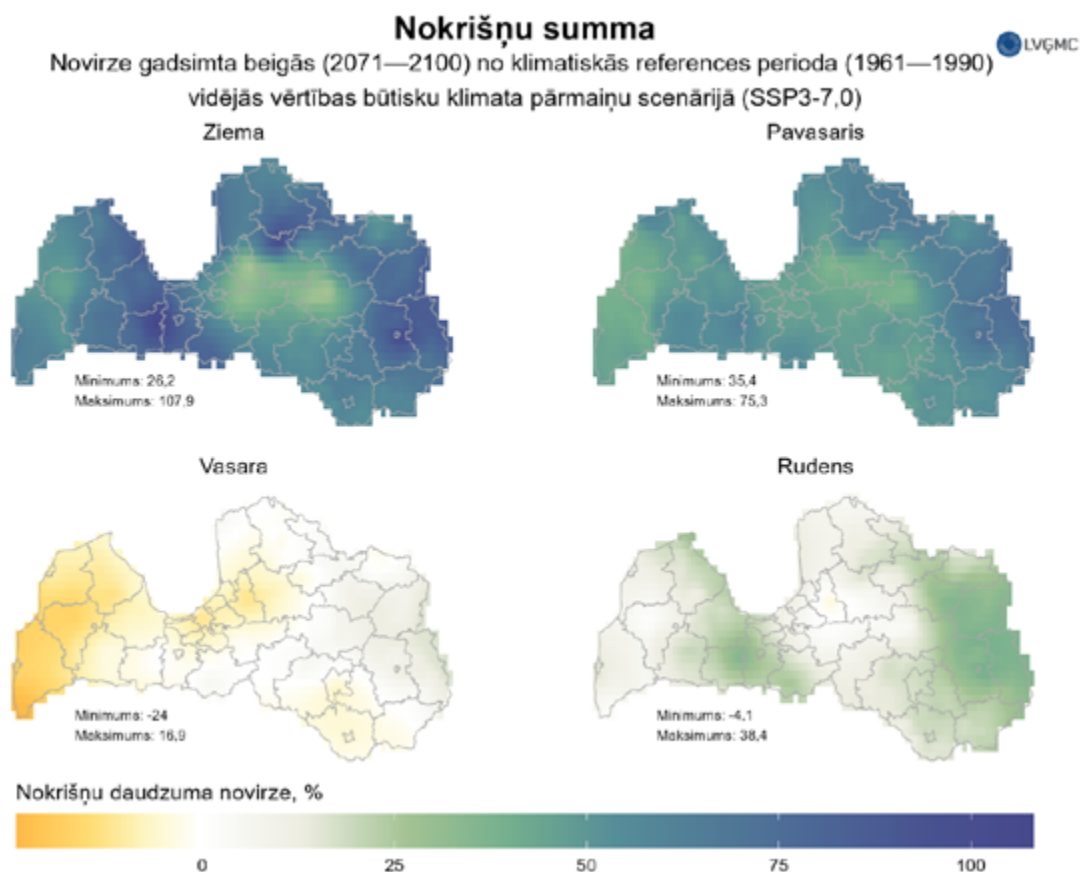 Nokrišņu summa
LVĢMC
Novirze gadsimta beigās (2071—2100) no klimatiskās references perioda (1961—1990)
vidējās vērtības būtisku klimata pārmaiņu scenārijā (SSP3-7,0)
Ziema
Pavasaris
Minimums: 26,2
Maksimums: 107,9
Minimums: 35,4
Maksimums: 75,3
Vasara
Rudens
Minimums: -24
Maksimums: 16,9
Minimums: -4,1
Maksimums: 38,4
Nokrišņu daudzuma novirze, %
0 25 50 75 100